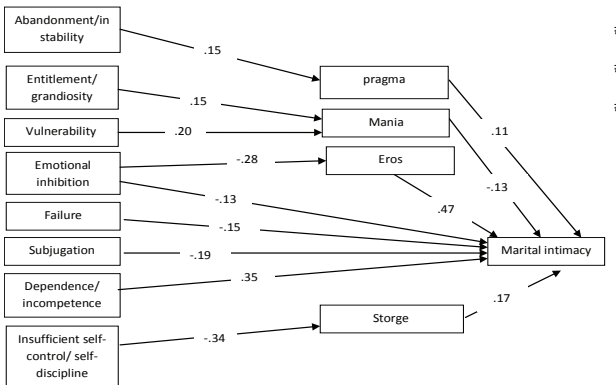 Abandonment/in
stability
.15
pragma
Entitlement/
grandiosity
.15
Mania
.11
Vulnerability
.20
Emotional
inhibition
-.28
Eros
-.13
-.13
.47
Failure
-.15
Subjugation
-.19
Marital intimacy
Dependence/
incompetence
.35
.17
Storge
Insufficient self-
control/ self-
discipline
-.34